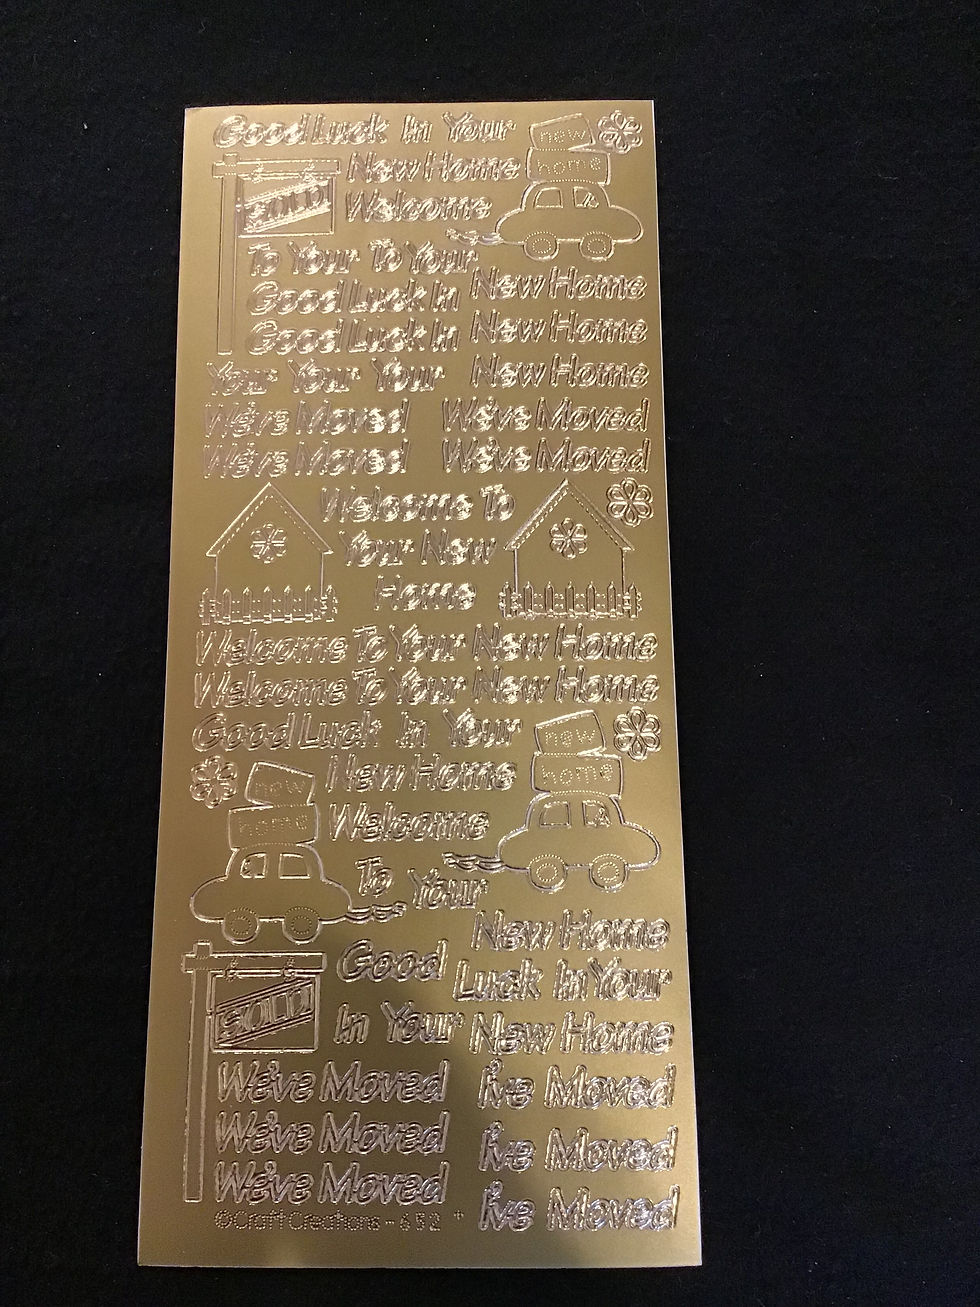 Good Luck In Your
new
home
New Home
SOLD
Welcome
To Your To Your
New Home
Good Luck In
New Home
Good Luck In
New Home
Your Your Your
We've Moved We've Moved
We've Moved We've Moved
Welcome To
Your New
Home
Welcome To Your New Home
Welcome To Your New Home
Good Luck In Your
new
home
New Home
new
home
Welcome
To Your
New Home
Good
Luck In Your
SOLD
In Your
New Home
We've Moved I've Moved
We've Moved I've Moved
We've Moved I've Moved
©Craft Creations - 652